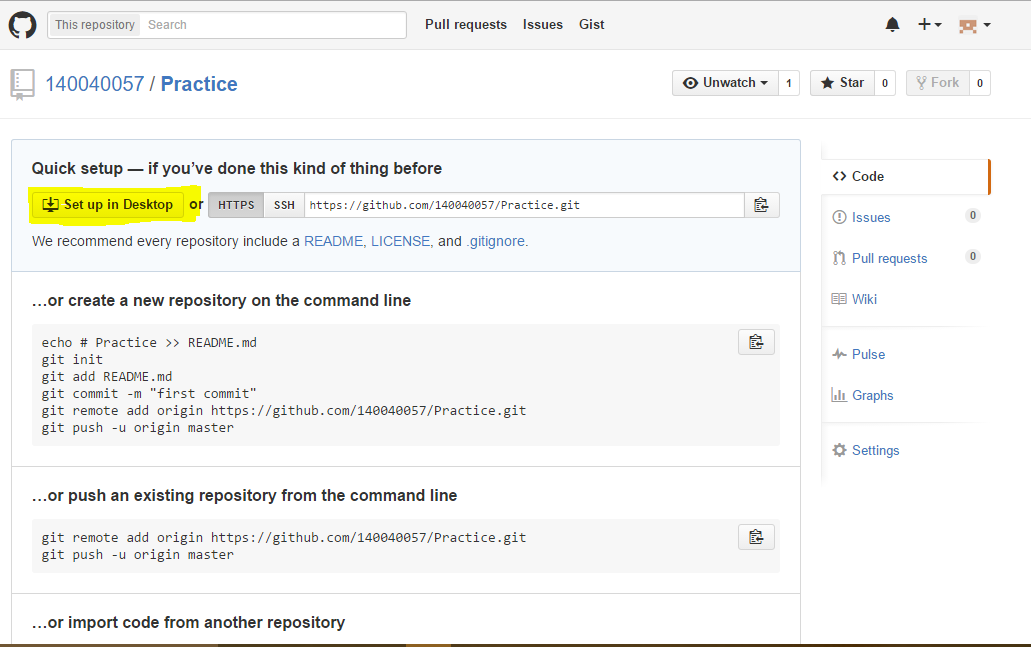 This repository Search Pull requests Issues Gist
140040057 / Practice
Unwatch 1 Star 0 Fork 0
Quick setup — if you’ve done this kind of thing before
Set up in Desktop or HTTPS SSH https://github.com/140040057/Practice.git
We recommend every repository include a README, LICENSE, and .gitignore.
…or create a new repository on the command line
echo # Practice >> README.md
git init
git add README.md
git commit -m "first commit"
git remote add origin https://github.com/140040057/Practice.git
git push -u origin master
…or push an existing repository from the command line
git remote add origin https://github.com/140040057/Practice.git
git push -u origin master
…or import code from another repository
Code
Issues 0
Pull requests 0
Wiki
Pulse
Graphs
Settings